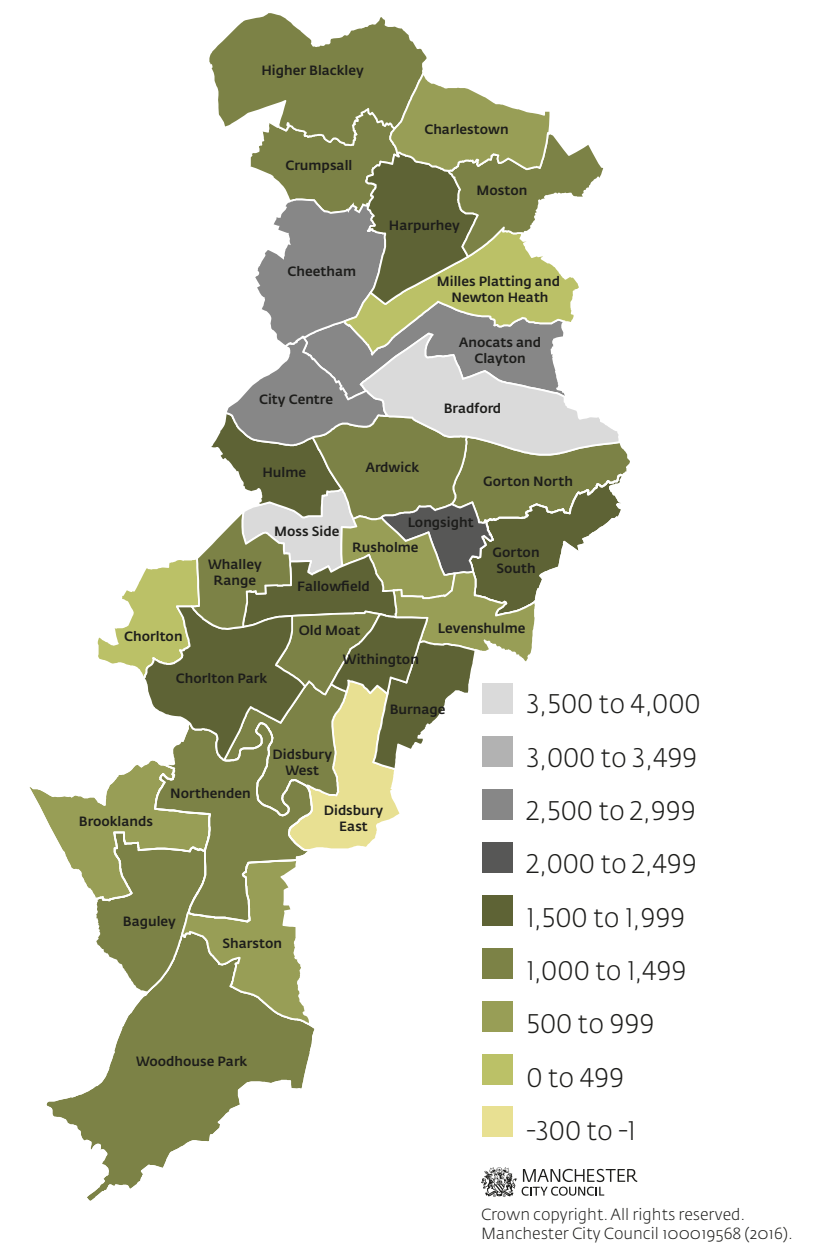 Higher Blackley
Charlestown
Crumpsall
Moston
Harpurhey
Cheetham
Milles Platting and
Newton Heath
Anocats and
Clayton
City Centre
Bradford
Hulme
Ardwick
Gorton North
Moss Side
Longsight
Rusholme
Gorton
South
Whalley
Range
Fallowfield
Chorlton
Old Moat
Levenshulme
Withington
Chorlton Park
Burnage
Didsbury
West
Northenden
Brooklands
Didsbury
East
Baguley
Sharston
Woodhouse Park
3,500 to 4,000
3,000 to 3,499
2,500 to 2,999
2,000 to 2,499
1,500 to 1,999
1,000 to 1,499
500 to 999
0 to 499
-300 to -1
MANCHESTER
CITY COUNCIL
Crown copyright. All rights reserved.
Manchester City Council 100019568 (2016).